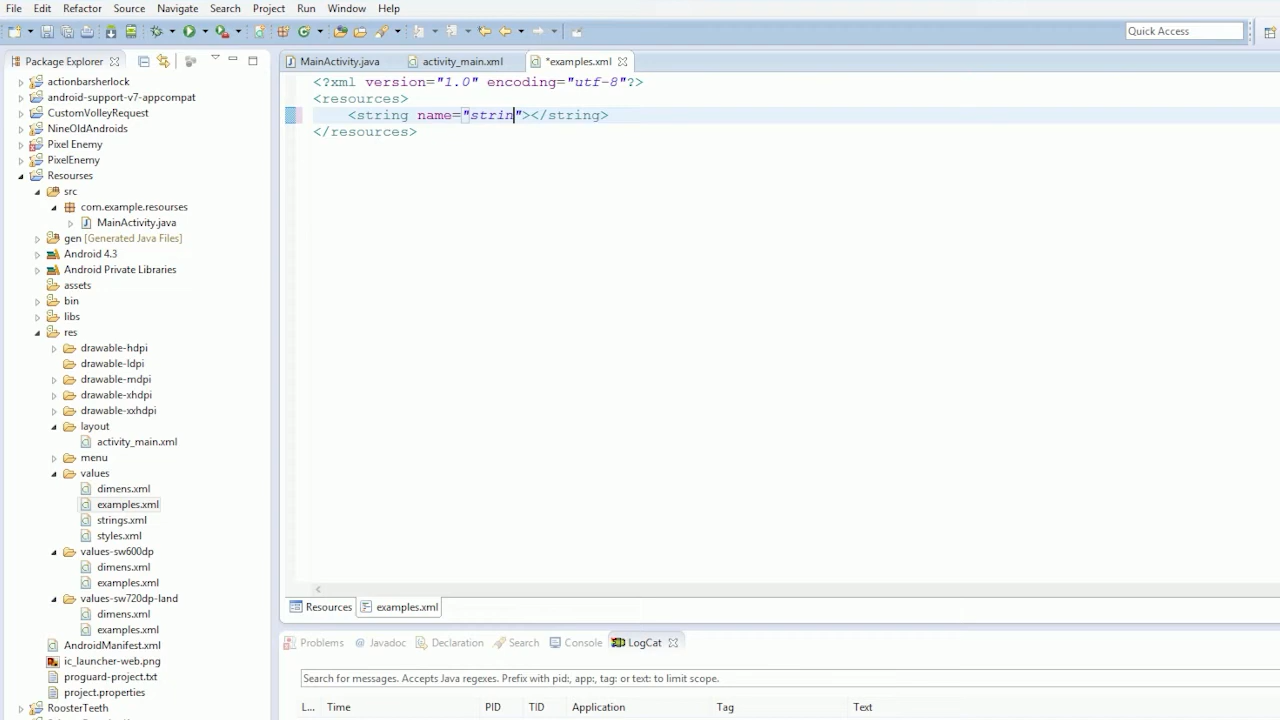 File Edit Refactor Source Navigate Search Project Run Window Help
Quick Access
Package Explorer
MainActivity.java
activity_main.xml
*examples.xml
actionbarsherlock
android-support-v7-appcompat
CustomVolleyRequest
NineOldAndroids
Pixel Enemy
PixelEnemy
Resourses
src
com.example.resourses
MainActivity.java
gen [Generated Java Files]
Android 4.3
Android Private Libraries
assets
bin
libs
res
drawable-hdpi
drawable-ldpi
drawable-mdpi
drawable-xhdpi
drawable-xxhdpi
layout
activity_main.xml
menu
values
dimens.xml
examples.xml
strings.xml
styles.xml
values-sw600dp
dimens.xml
examples.xml
values-sw720dp-land
dimens.xml
examples.xml
AndroidManifest.xml
ic_launcher-web.png
proguard-project.txt
project.properties
RoosterTeeth
<?xml version="1.0" encoding="utf-8"?>
<resources>
<string name="strin"></string>
</resources>
Resources
examples.xml
Problems
@ Javadoc
Declaration
Search
Console
LogCat
Search for messages. Accepts Java regexes. Prefix with pid:, app:, tag: or text: to limit scope.
L... Time PID TID Application Tag Text